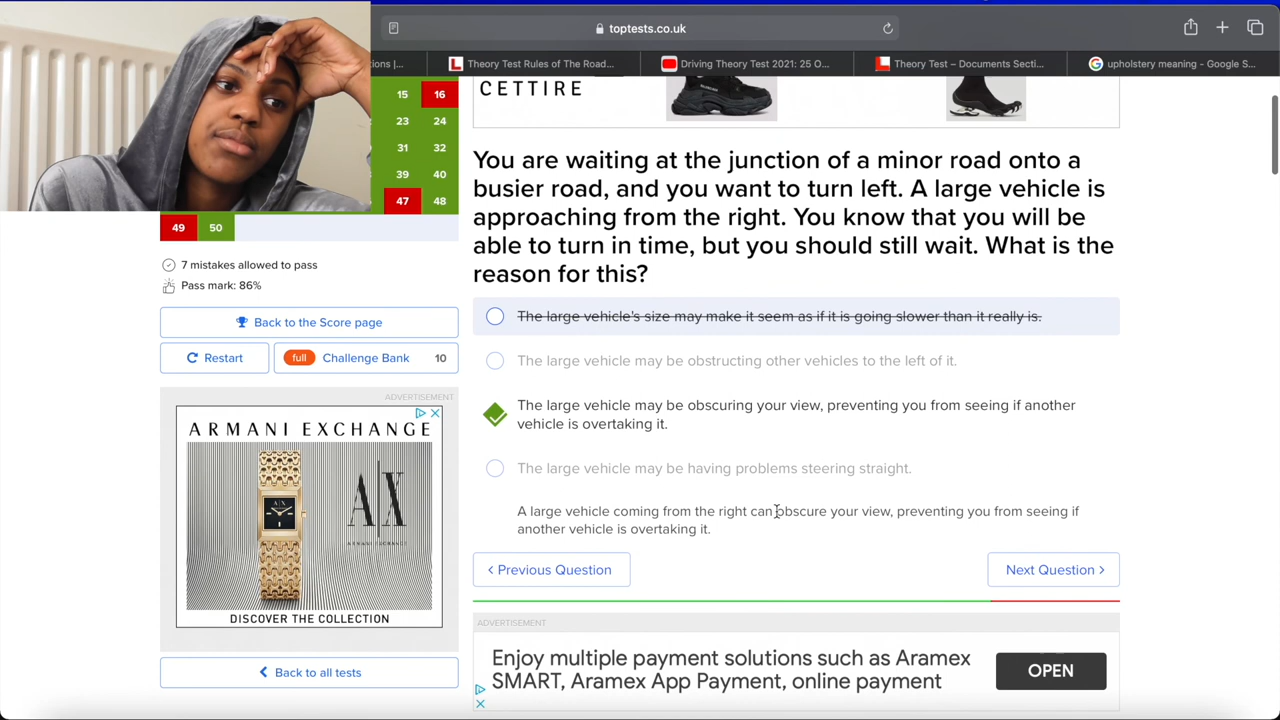 toptests.co.uk
ions |...
Theory Test Rules of The Road...
Driving Theory Test 2021: 25 O...
Theory Test – Documents Secti...
upholstery meaning - Google S...
CETTIRE
15 16
23 24
31 32
39 40
47 48
49 50
7 mistakes allowed to pass
Pass mark: 86%
Back to the Score page
Restart
full Challenge Bank 10
ADVERTISEMENT
ARMANI EXCHANGE
A|X
ARMANI EXCHANGE
DISCOVER THE COLLECTION
Back to all tests
You are waiting at the junction of a minor road onto a
busier road, and you want to turn left. A large vehicle is
approaching from the right. You know that you will be
able to turn in time, but you should still wait. What is the
reason for this?
The large vehicle's size may make it seem as if it is going slower than it really is.
The large vehicle may be obstructing other vehicles to the left of it.
The large vehicle may be obscuring your view, preventing you from seeing if another
vehicle is overtaking it.
The large vehicle may be having problems steering straight.
A large vehicle coming from the right can obscure your view, preventing you from seeing if
another vehicle is overtaking it.
Previous Question
Next Question
ADVERTISEMENT
Enjoy multiple payment solutions such as Aramex
SMART, Aramex App Payment, online payment
OPEN